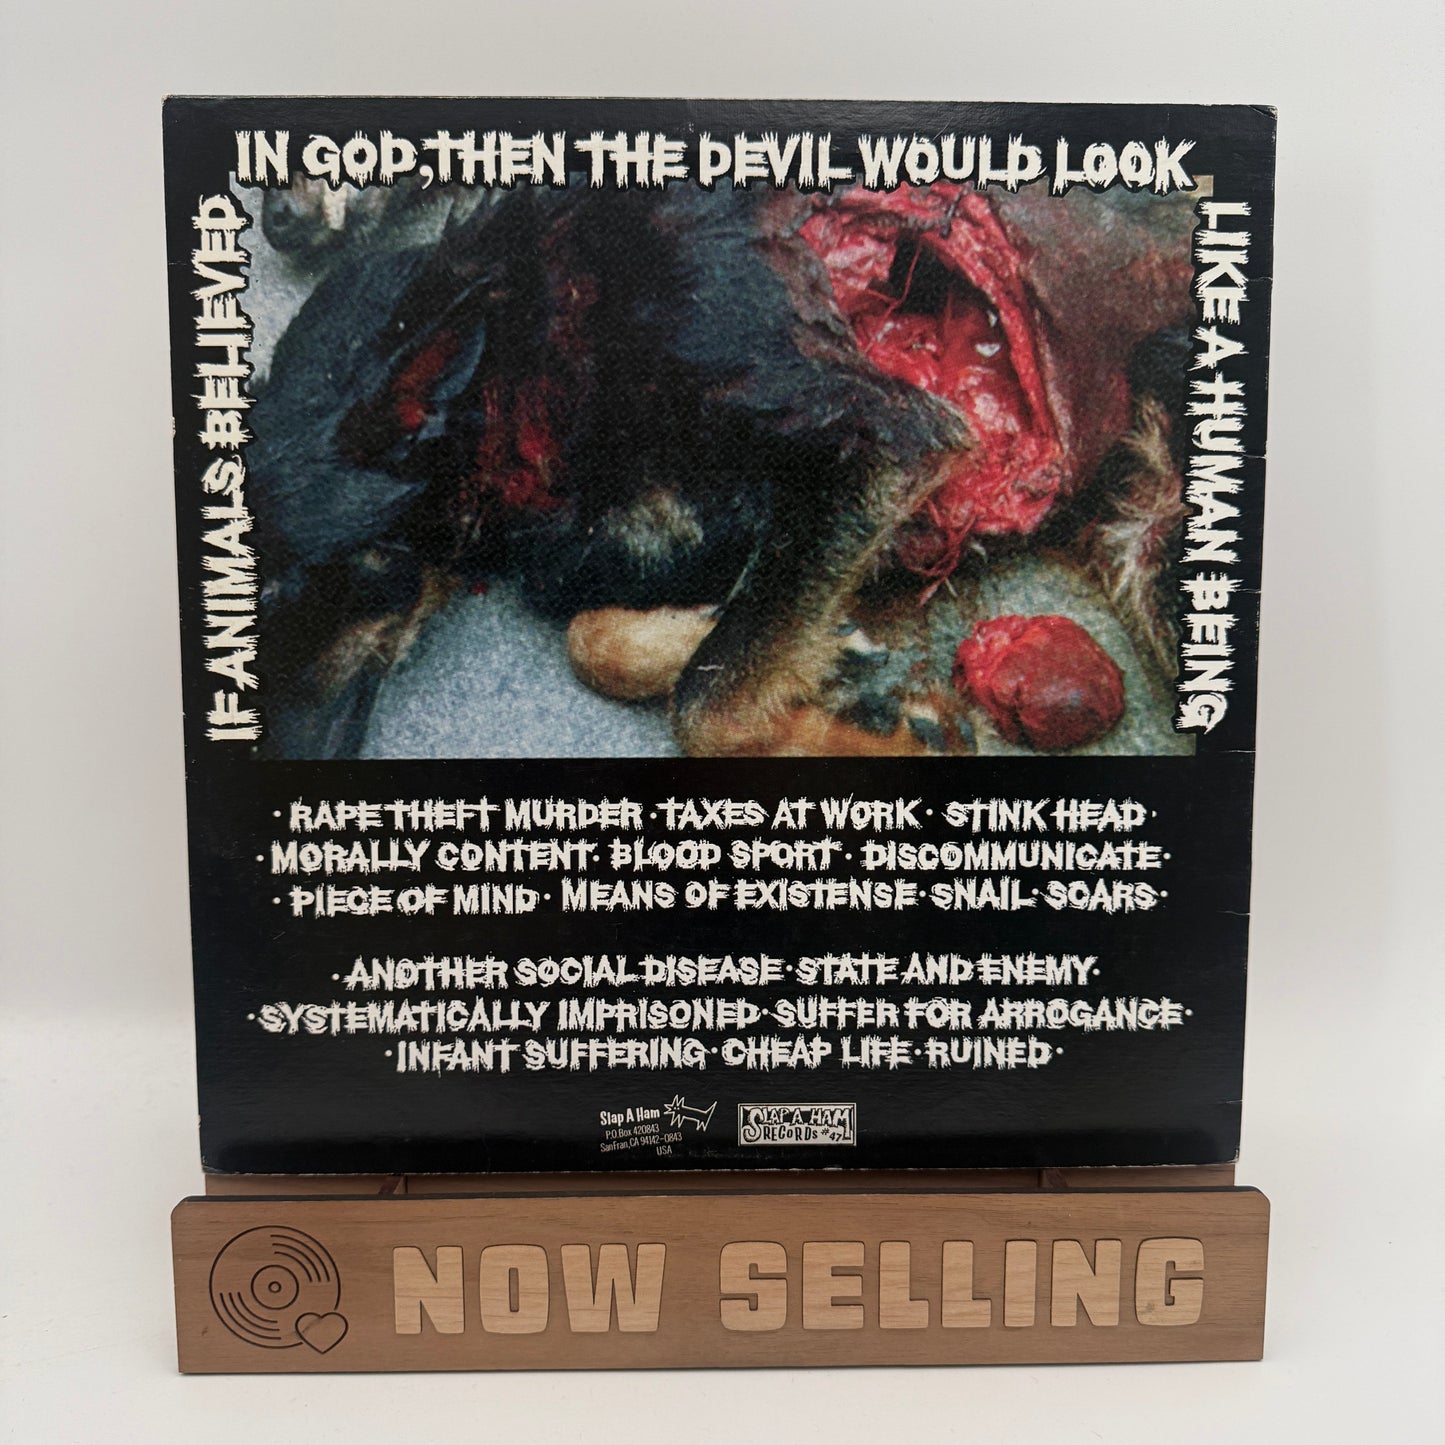 IF ANIMALS BELIEVED
IN GOD, THEN THE DEVIL WOULD LOOK
LIKE A HUMAN BEING
· RAPE THEFT MURDER · TAXES AT WORK · STINK HEAD ·
· MORALLY CONTENT · BLOOD SPORT · DISCOMMUNICATE ·
· PIECE OF MIND · MEANS OF EXISTENSE · SNAIL · SCARS ·
· ANOTHER SOCIAL DISEASE · STATE AND ENEMY ·
· SYSTEMATICALLY IMPRISONED · SUFFER FOR ARROGANCE ·
· INFANT SUFFERING · CHEAP LIFE · RUINED ·
Slap A Ham
P.O.Box 420843
SanFran,CA 94142-0843
USA
SLAP A HAM
RECORDS #47
NOW SELLING